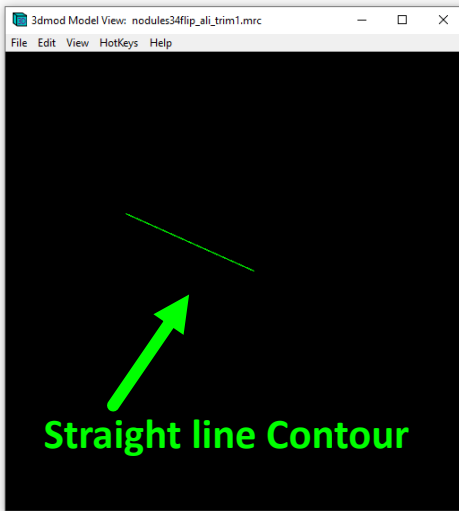 3dmod Model View:  nodules34flip_ali_trim1.mrc
File Edit View HotKeys Help
Straight line Contour